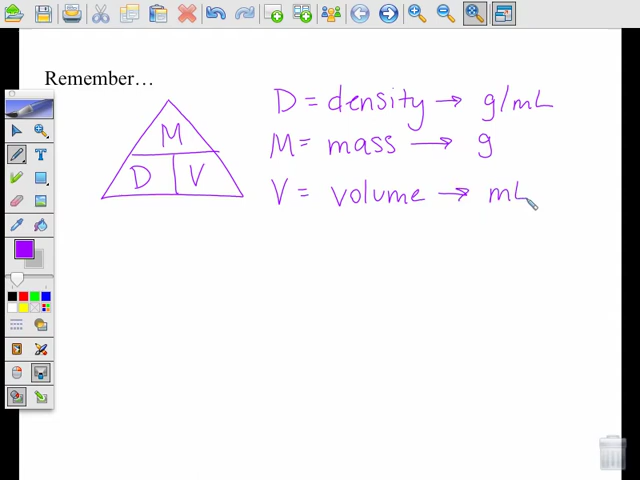 Remember…
D = density → g/mL
M = mass → g
V = volume → mL
M
D V
T